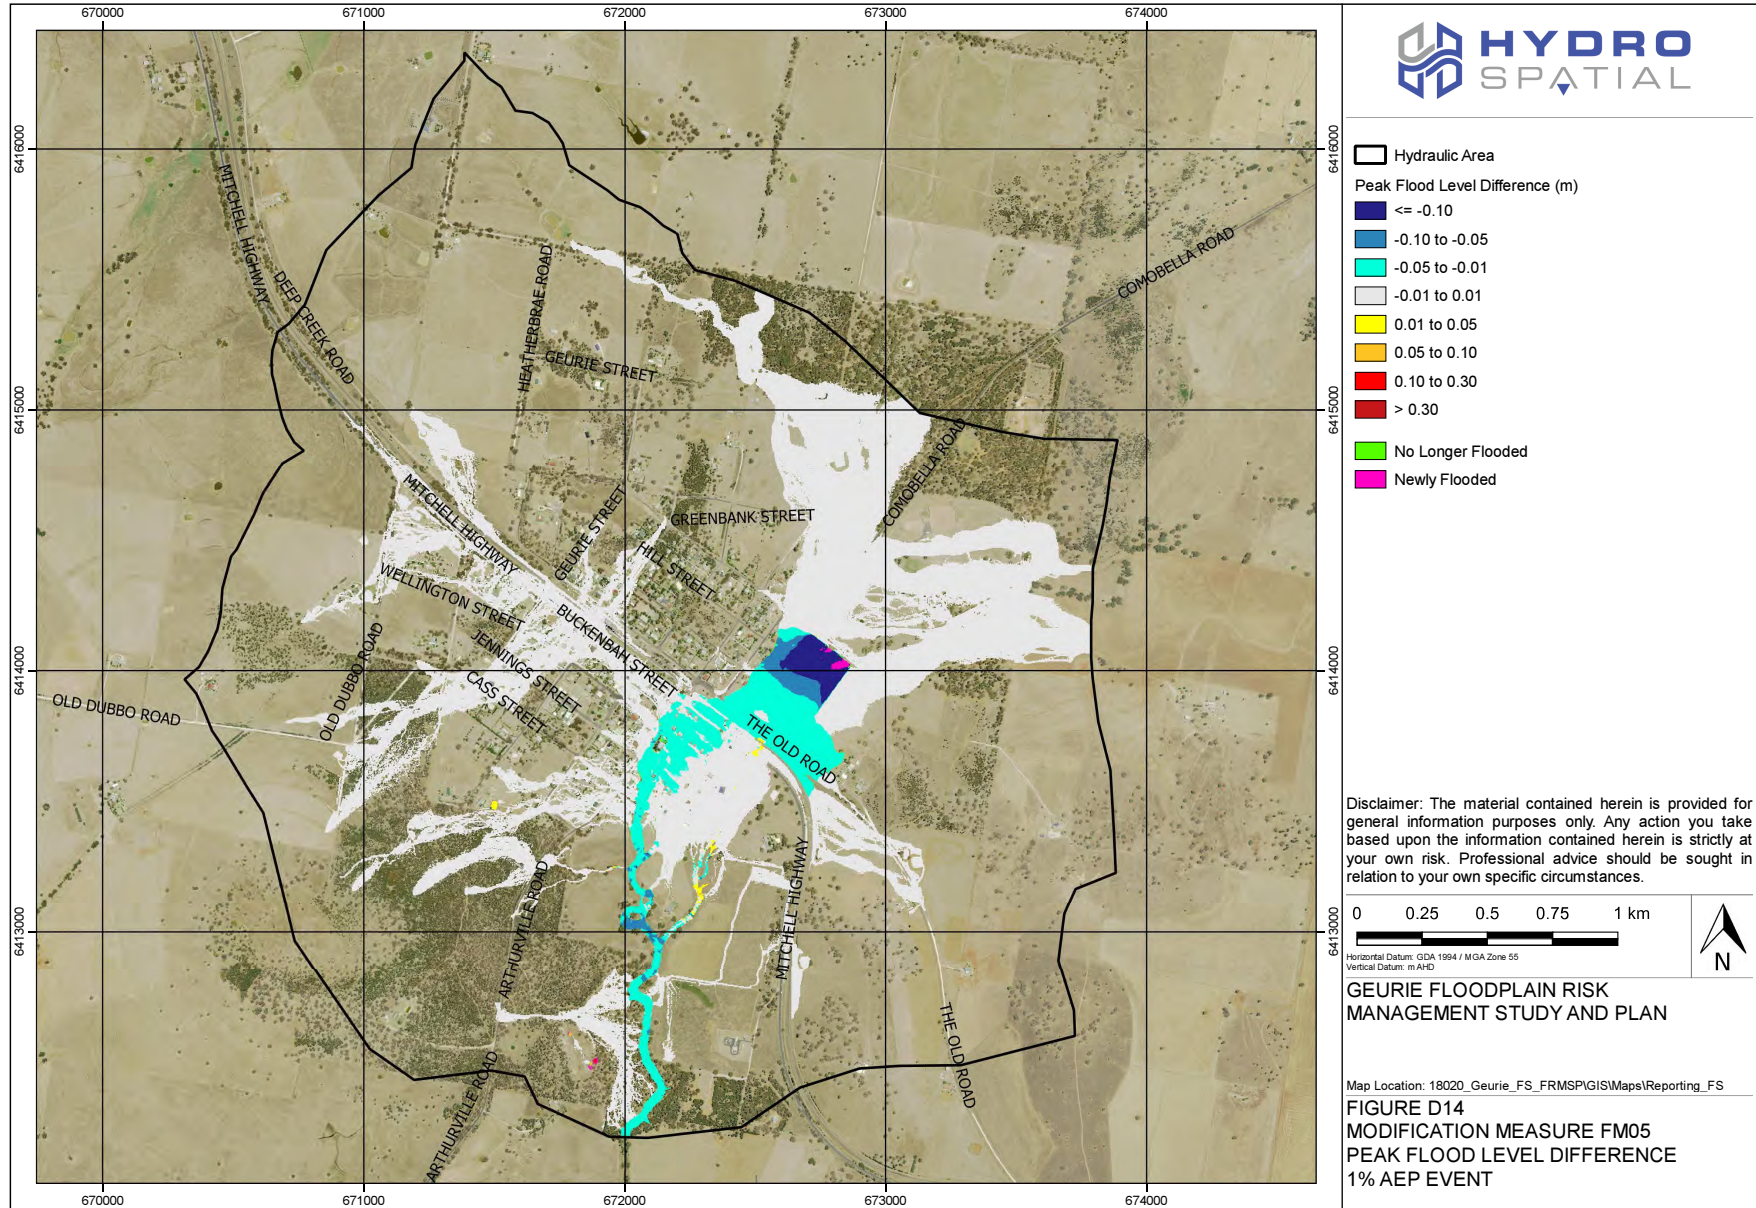 670000 671000 672000 673000 674000
HYDRO
SPATIAL
6416000
6416000
Hydraulic Area
Peak Flood Level Difference (m)
<= -0.10
-0.10 to -0.05
-0.05 to -0.01
-0.01 to 0.01
0.01 to 0.05
0.05 to 0.10
0.10 to 0.30
> 0.30
No Longer Flooded
Newly Flooded
MITCHELL HIGHWAY
DEEP CREEK ROAD
HEATHERBRAE ROAD
COMOBELLA ROAD
GEURIE STREET
6415000
6415000
COMOBELLA ROAD
MITCHELL HIGHWAY
GEURIE STREET
GREENBANK STREET
HILL STREET
WELLINGTON STREET
BUCKENBAH STREET
JENNINGS STREET
CASS STREET
OLD DUBBO ROAD
OLD DUBBO ROAD
6414000
6414000
THE OLD ROAD
MITCHELL HIGHWAY
ARTHURVILLE ROAD
6413000
6413000
THE OLD ROAD
ARTHURVILLE ROAD
670000 671000 672000 673000 674000
Disclaimer: The material contained herein is provided for
general information purposes only. Any action you take
based upon the information contained herein is strictly at
your own risk. Professional advice should be sought in
relation to your own specific circumstances.
0 0.25 0.5 0.75 1 km
Horizontal Datum: GDA 1994 / MGA Zone 55
Vertical Datum: m AHD
N
GEURIE FLOODPLAIN RISK
MANAGEMENT STUDY AND PLAN
Map Location: 18020_Geurie_FS_FRMSP\GIS\Maps\Reporting_FS
FIGURE D14
MODIFICATION MEASURE FM05
PEAK FLOOD LEVEL DIFFERENCE
1% AEP EVENT